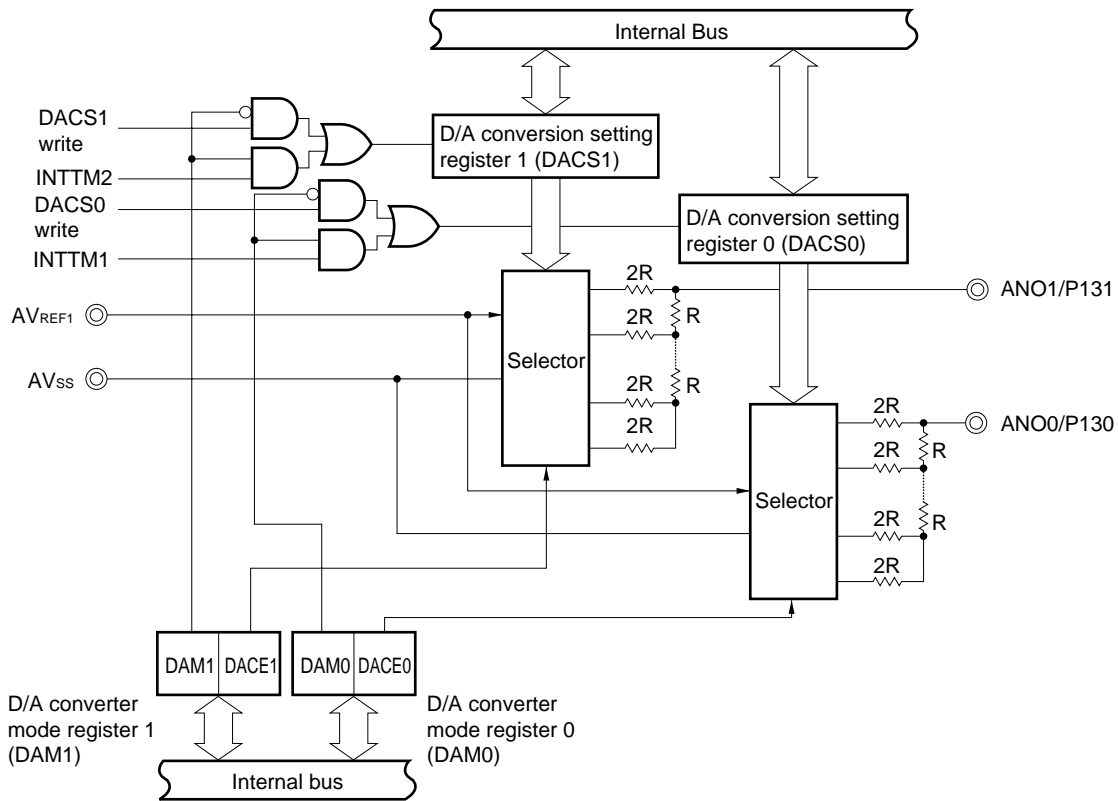 Internal Bus
DACS1
write
INTTM2
DACS0
write
INTTM1
D/A conversion setting
register 1 (DACS1)
D/A conversion setting
register 0 (DACS0)
AVREF1
AVSS
Selector
2R
R
2R
2R
R
2R
ANO1/P131
Selector
2R
R
2R
2R
R
2R
ANO0/P130
DAM1
DACE1
DAM0
DACE0
D/A converter
mode register 1
(DAM1)
D/A converter
mode register 0
(DAM0)
Internal bus